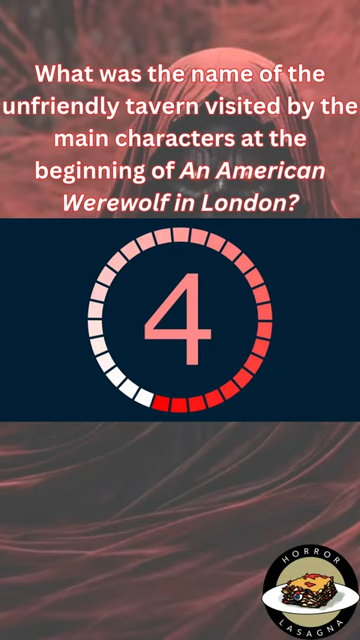 What was the name of the
unfriendly tavern visited by the
main characters at the
beginning of An American
Werewolf in London?
4
HORROR
LASAGNA